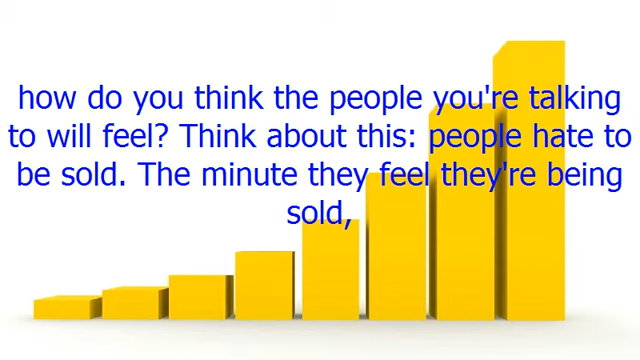 how do you think the people you're talking
to will feel? Think about this: people hate to
be sold. The minute they feel they're being
sold,